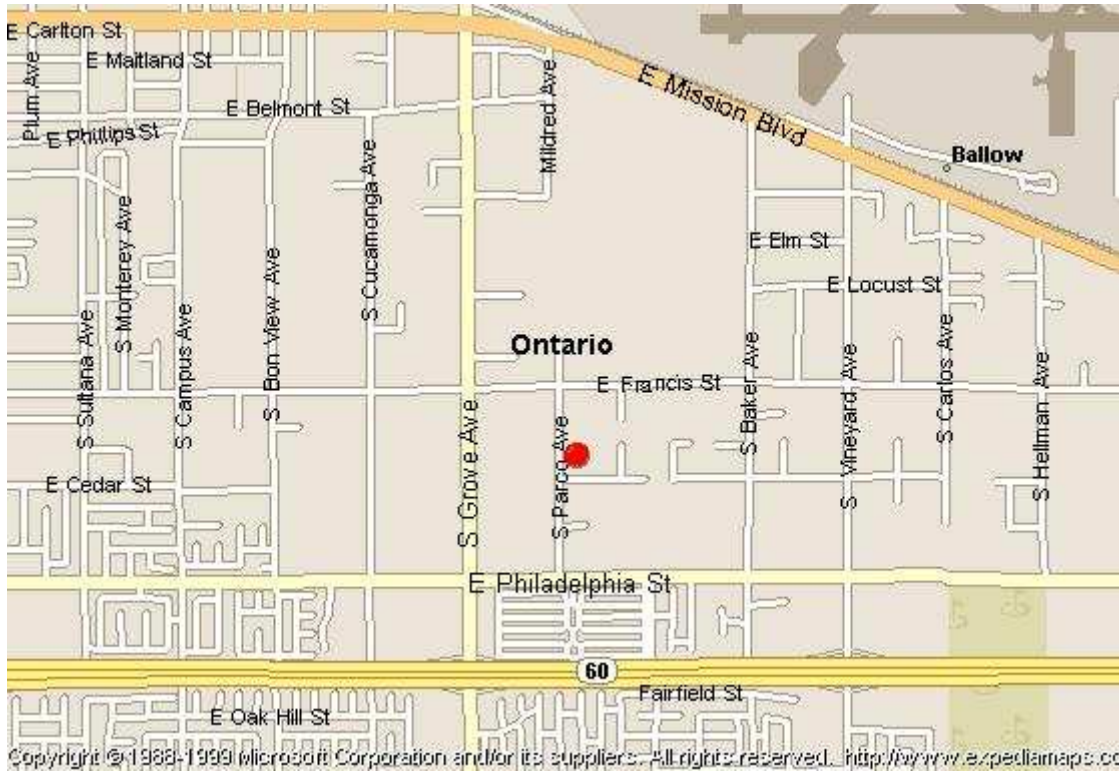 E Carlton St
E Maitland St
Plum Ave
E Mission Blvd
E Belmont St
Mildred Ave
E Phillips St
Ballow
S Cucamonga Ave
S Monterey Ave
E Elm St
S Bon View Ave
E Locust St
S Sultana Ave
S Campus Ave
Ontario
S Baker Ave
S Vineyard Ave
S Carlos Ave
S Hellman Ave
E Francis St
S Grove Ave
S Parco Ave
E Cedar St
E Philadelphia St
60
Fairfield St
E Oak Hill St
Copyright © 1988-1999 Microsoft Corporation and/or its suppliers. All rights reserved. http://www.expediamaps.c